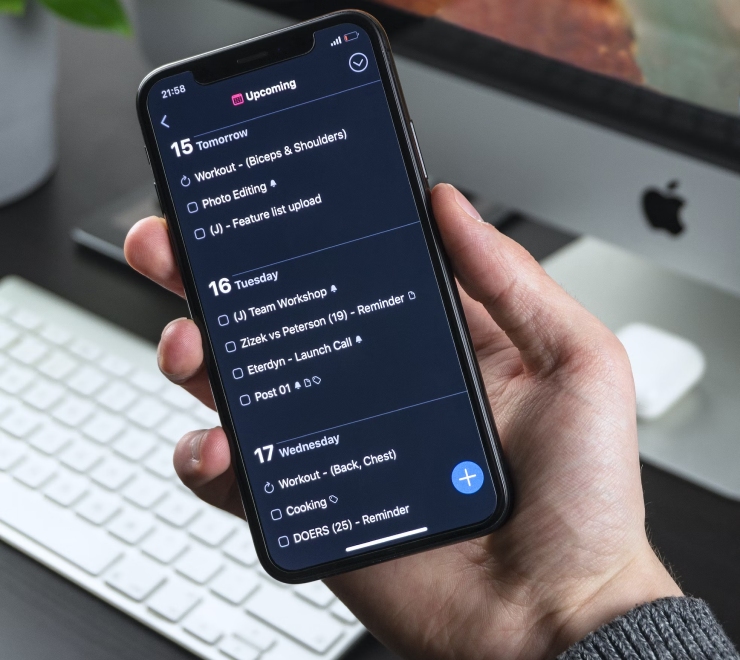 21:58
Upcoming
15 Tomorrow
Workout - (Biceps & Shoulders)
Photo Editing
(J) - Feature list upload
16 Tuesday
(J) Team Workshop
Zizek vs Peterson (19) - Reminder
Eterdyn - Launch Call
Post 01
17 Wednesday
Workout - (Back, Chest)
Cooking
DOERS (25) - Reminder